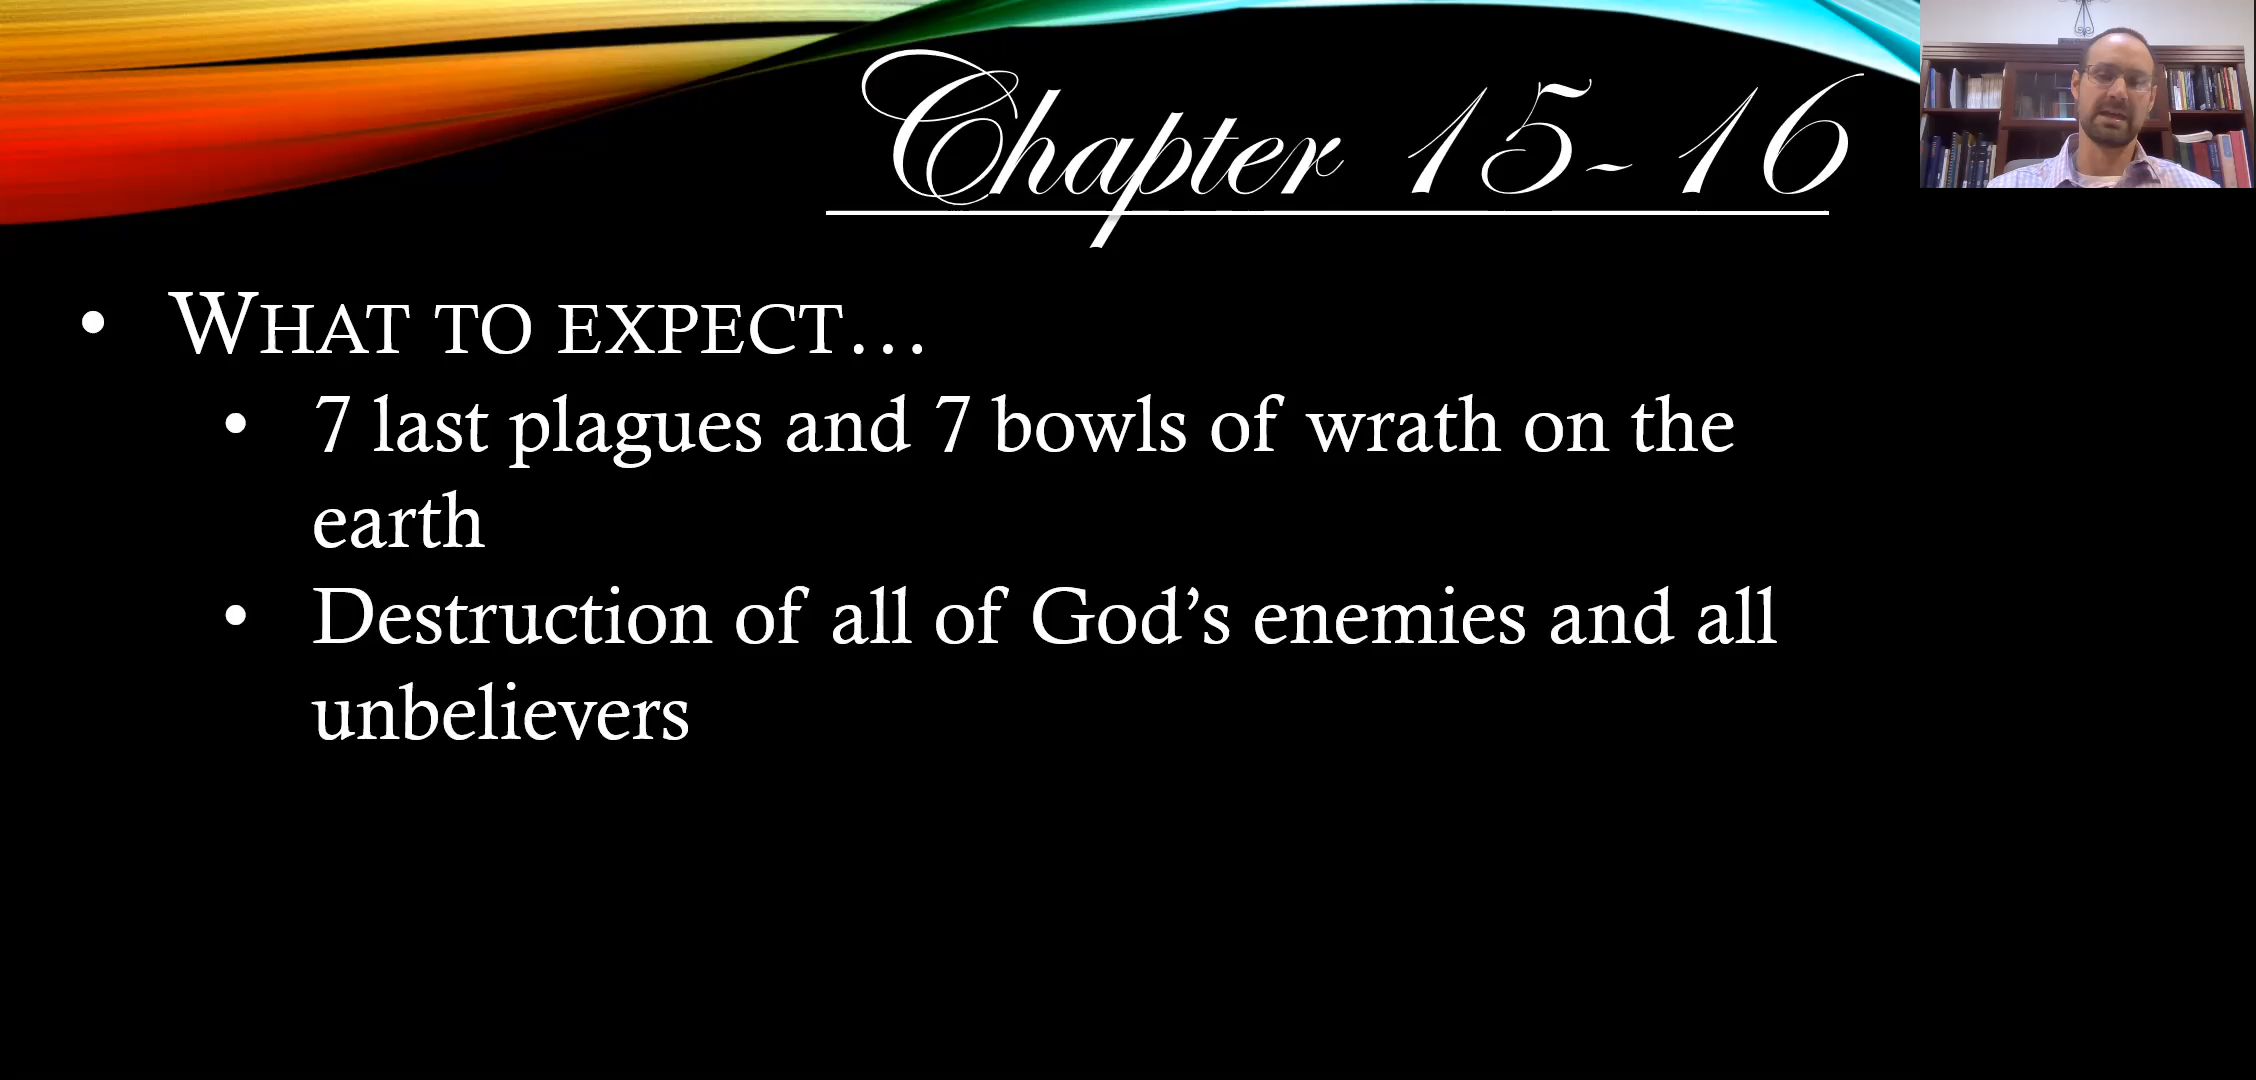 Chapter 15-16
• WHAT TO EXPECT…
• 7 last plagues and 7 bowls of wrath on the
earth
• Destruction of all of God’s enemies and all
unbelievers